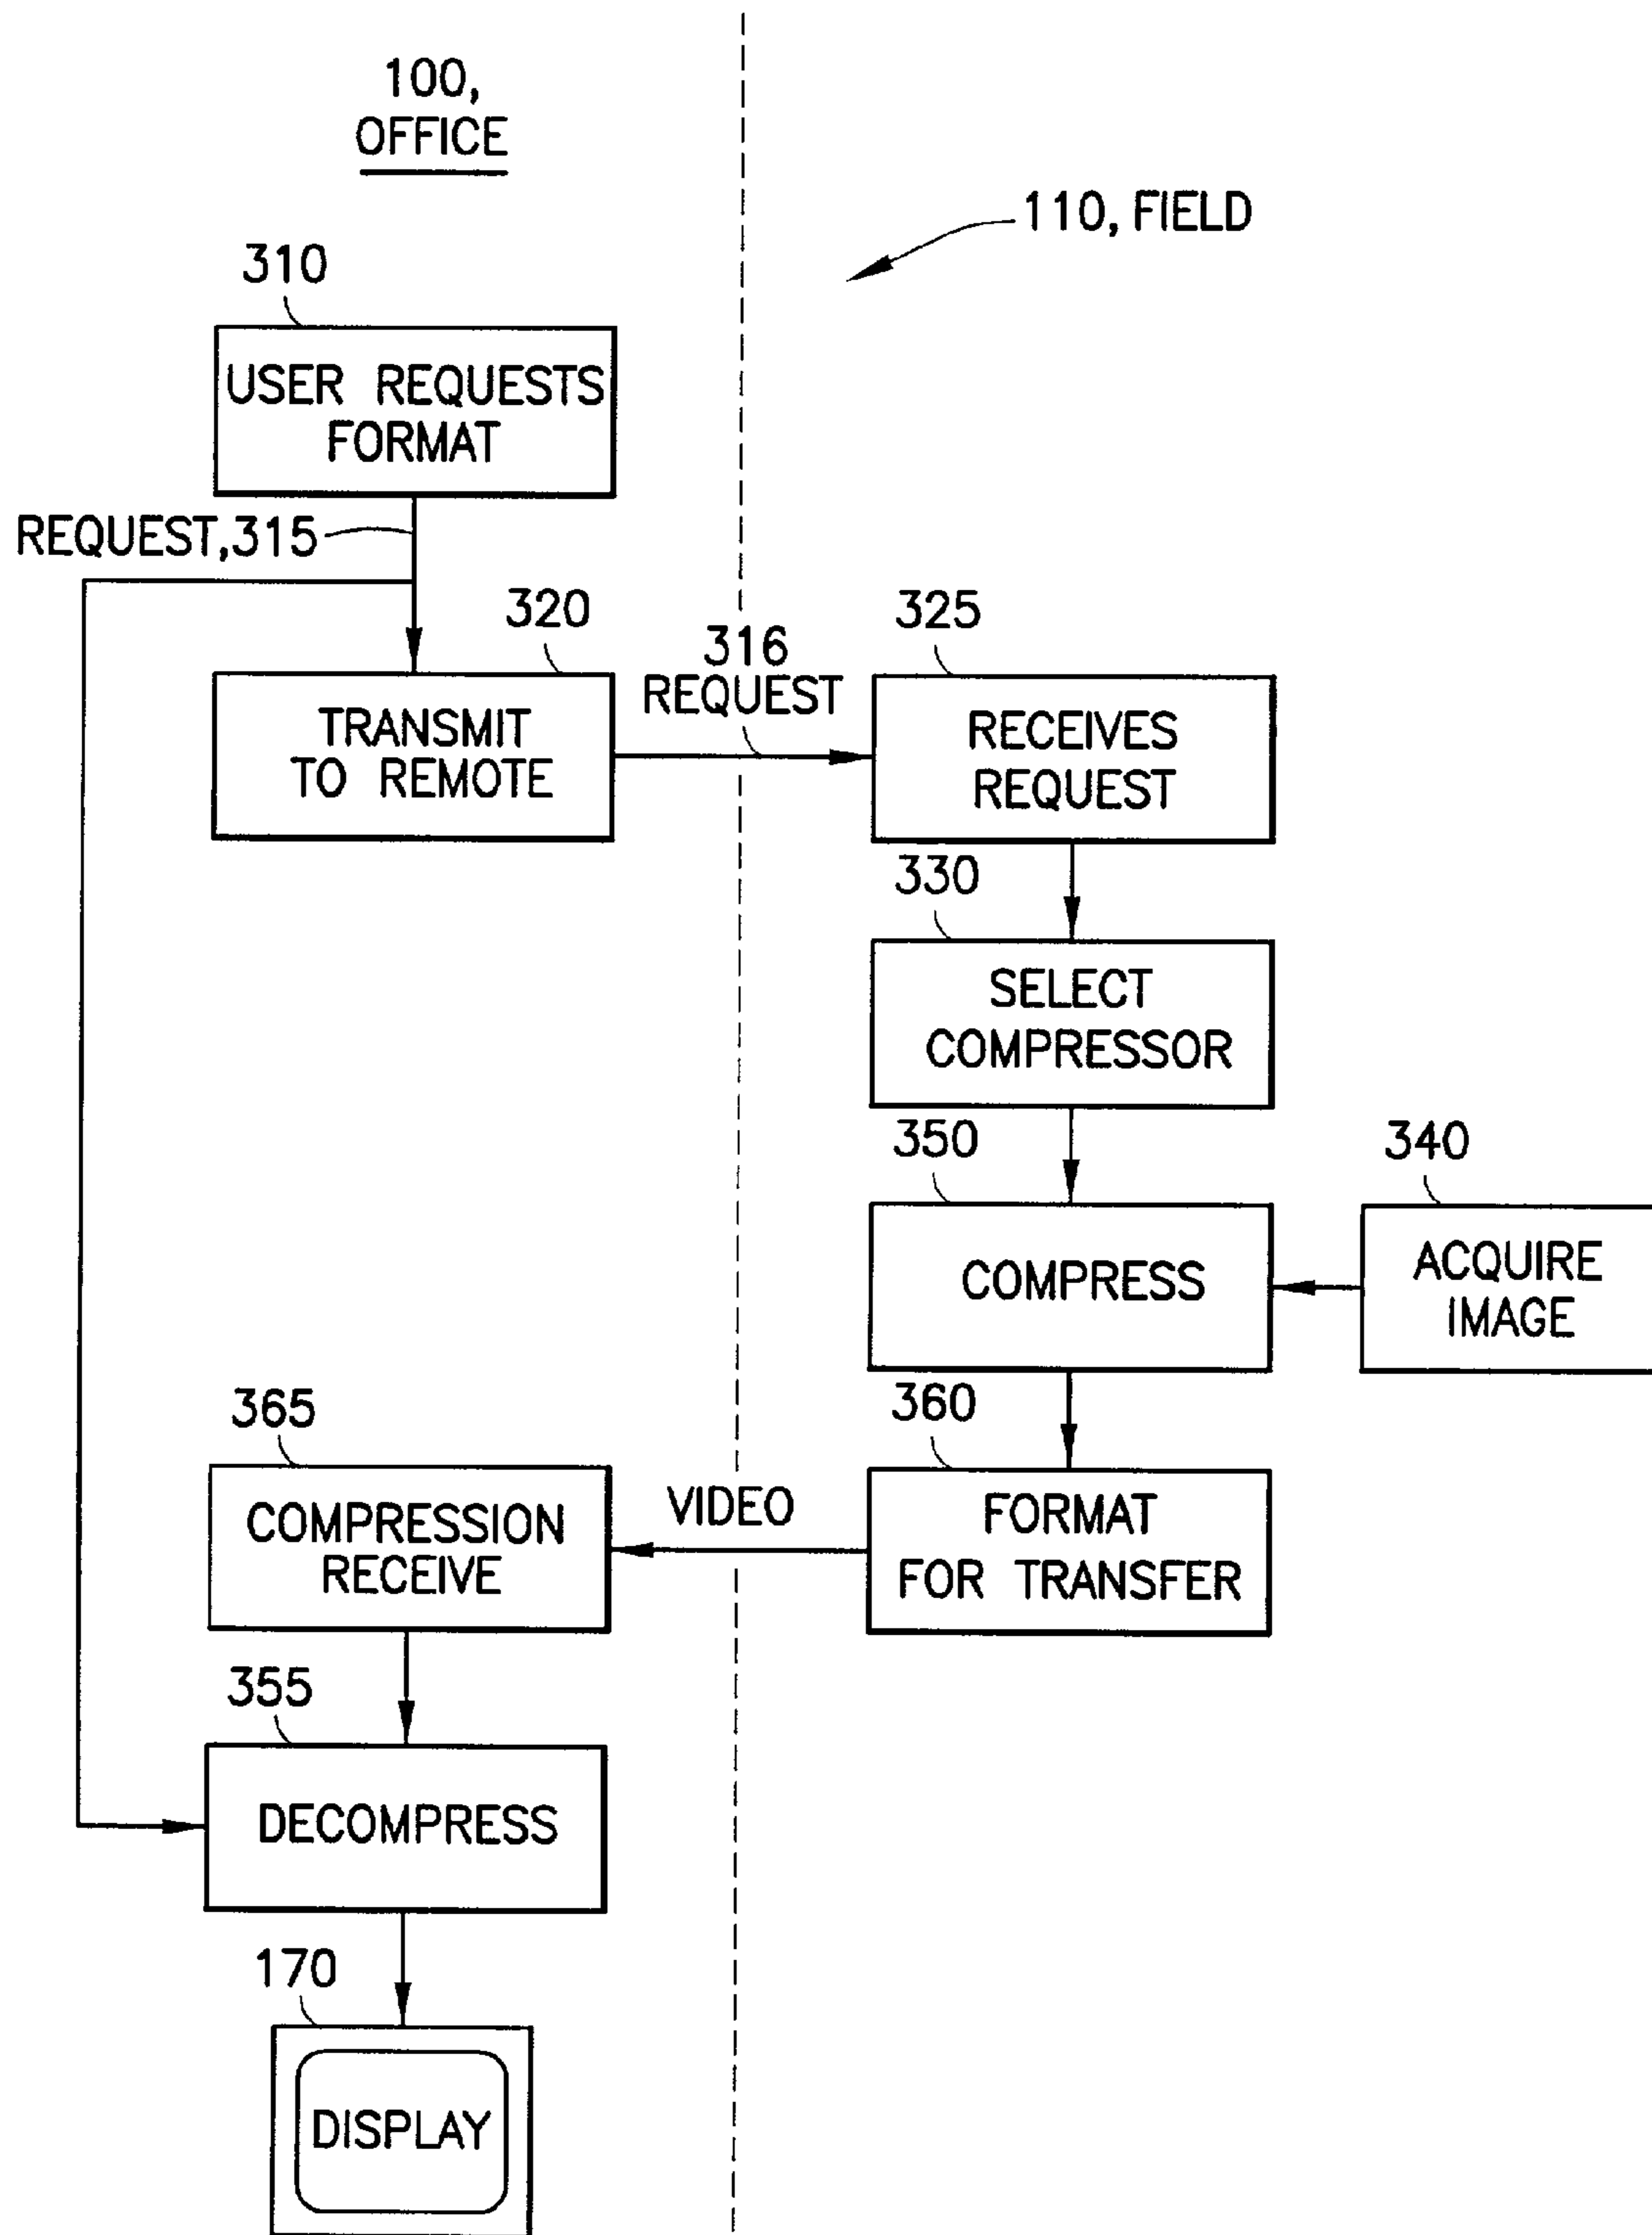 100,
OFFICE
110, FIELD
310
USER REQUESTS
FORMAT
REQUEST,315
320
TRANSMIT
TO REMOTE
316
REQUEST
325
RECEIVES
REQUEST
330
SELECT
COMPRESSOR
350
COMPRESS
340
ACQUIRE
IMAGE
360
FORMAT
FOR TRANSFER
VIDEO
365
COMPRESSION
RECEIVE
355
DECOMPRESS
170
DISPLAY